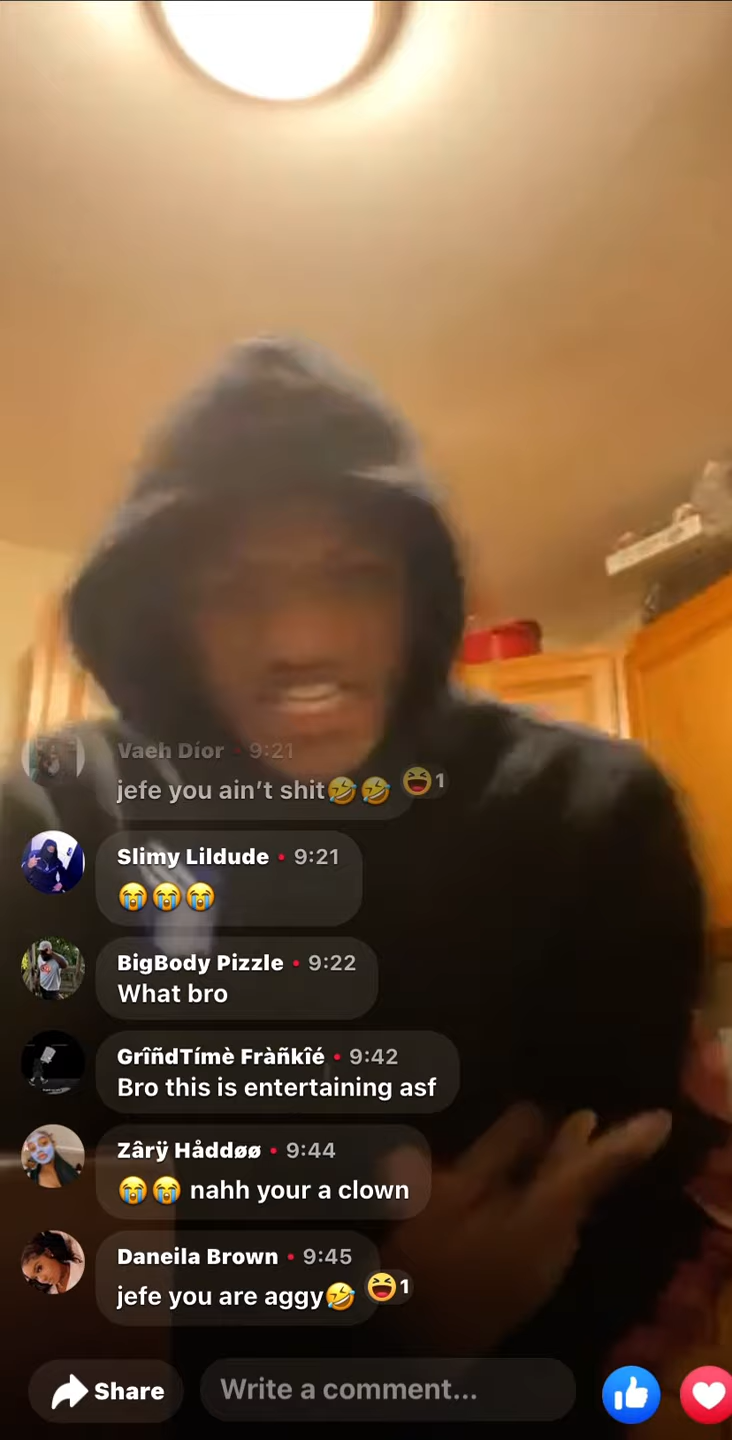 Vaeh Díor • 9:21
jefe you ain't shit🤣🤣 😆1
Slimy Lildude • 9:21
😭😭😭
BigBody Pizzle • 9:22
What bro
GrîñdTímè Fràñkîé • 9:42
Bro this is entertaining asf
Zârÿ Håddøø • 9:44
😭😭 nahh your a clown
Daneila Brown • 9:45
jefe you are aggy🤣 😆1
Share
Write a comment...